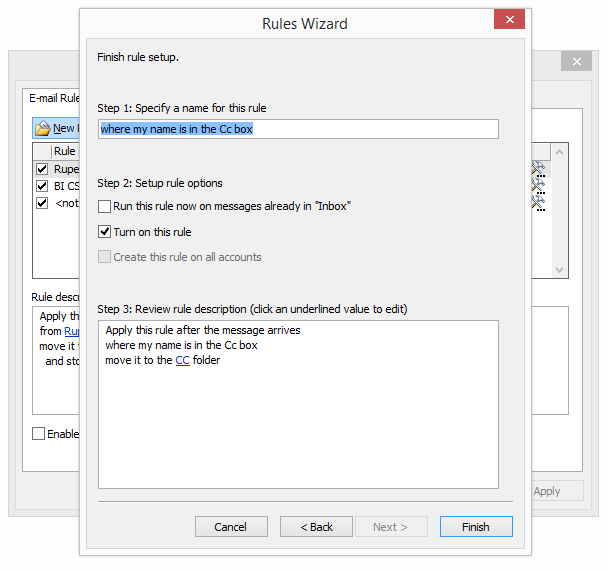 Rules Wizard
Finish rule setup.
Step 1: Specify a name for this rule
where my name is in the Cc box
Step 2: Setup rule options
Run this rule now on messages already in "Inbox"
Turn on this rule
Create this rule on all accounts
Step 3: Review rule description (click an underlined value to edit)
Apply this rule after the message arrives
where my name is in the Cc box
move it to the CC folder
Cancel
< Back
Next >
Finish
E-mail Rule
New
Rule
Rupe
BI CS
<not
Rule desc
Apply th
from Rup
move it t
and sto
Enable
Apply